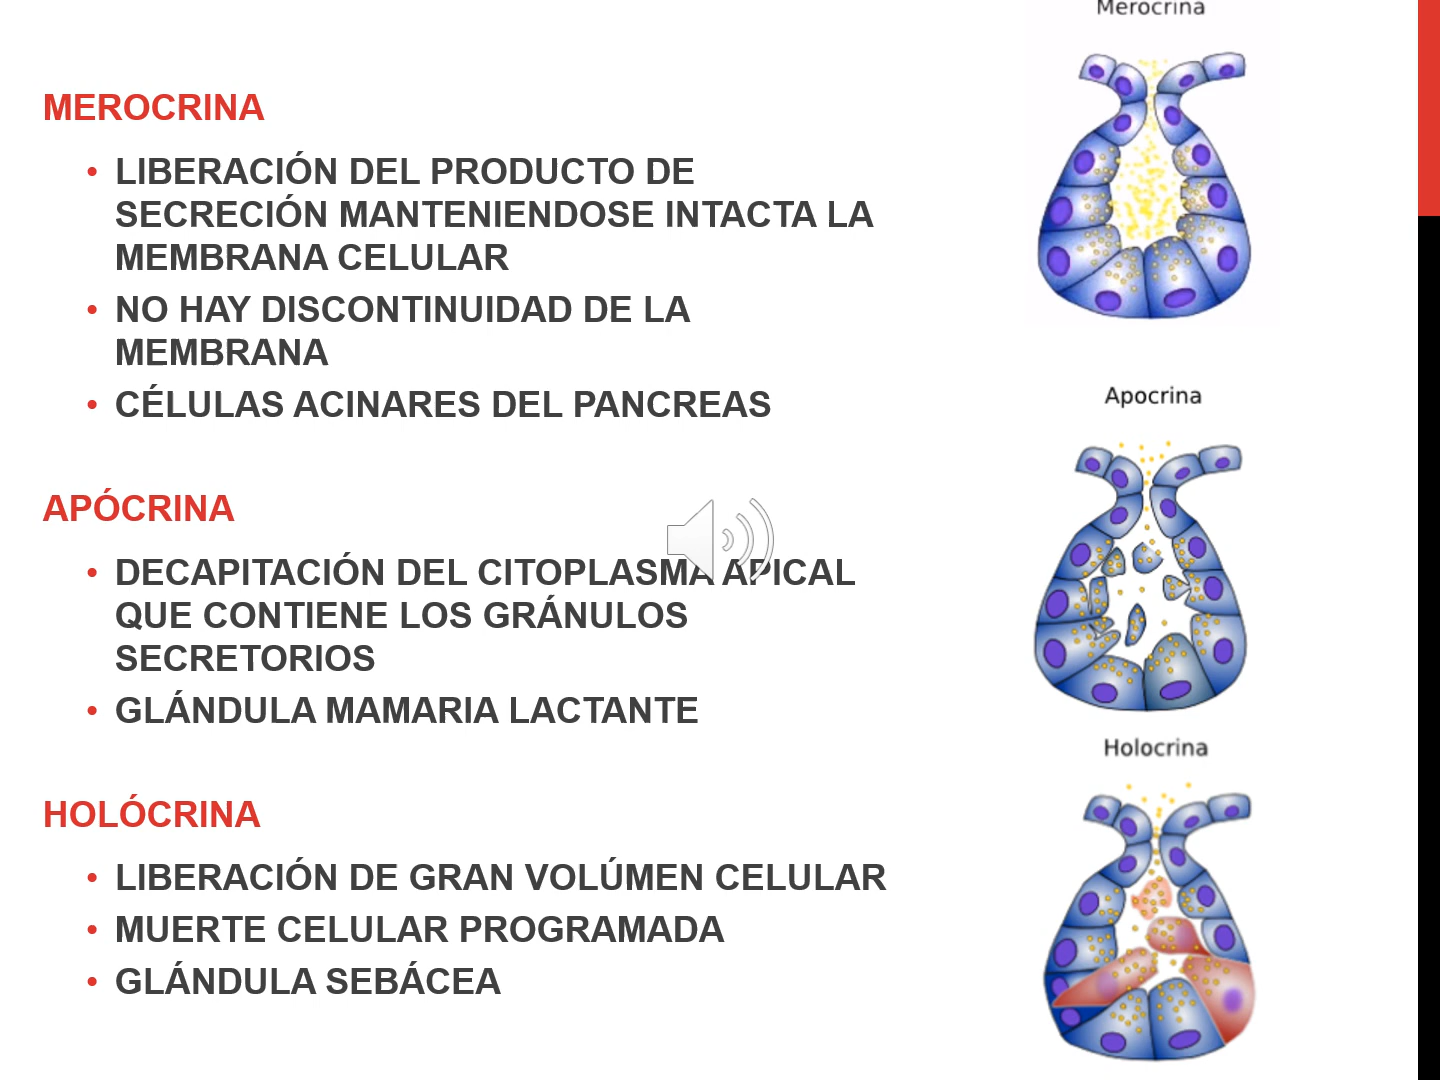 MEROCRINA
• LIBERACIÓN DEL PRODUCTO DE
SECRECIÓN MANTENIENDOSE INTACTA LA
MEMBRANA CELULAR
• NO HAY DISCONTINUIDAD DE LA
MEMBRANA
• CÉLULAS ACINARES DEL PANCREAS
APÓCRINA
• DECAPITACIÓN DEL CITOPLASMA APICAL
QUE CONTIENE LOS GRÁNULOS
SECRETORIOS
• GLÁNDULA MAMARIA LACTANTE
HOLÓCRINA
• LIBERACIÓN DE GRAN VOLÚMEN CELULAR
• MUERTE CELULAR PROGRAMADA
• GLÁNDULA SEBÁCEA
Merocrina
Apocrina
Holocrina